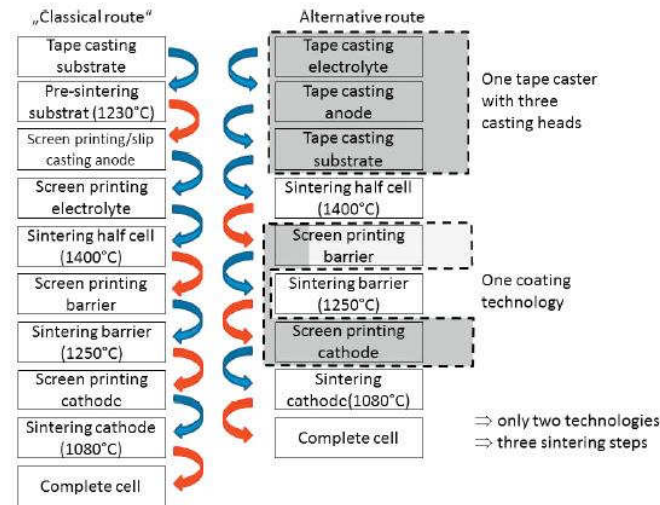 „Classical route"
Tape casting
substrate
Pre-sintering
substrat (1230°C)
Screen printing/slip
casting anode
Screen printing
electrolyte
Sintering half cell
(1400°C)
Screen printing
barrier
Sintering barrier
(1250°C)
Screen printing
cathode
Sintering cathode
(1080°C)
Complete cell
Alternative route
Tape casting
electrolyte
Tape casting
anode
Tape casting
substrate
Sintering half cell
(1400°C)
Screen printing
barrier
Sintering barrier
(1250°C)
Screen printing
cathode
Sintering
cathode(1080°C)
Complete cell
One tape caster
with three
casting heads
One coating
technology
⇒ only two technologies
⇒ three sintering steps